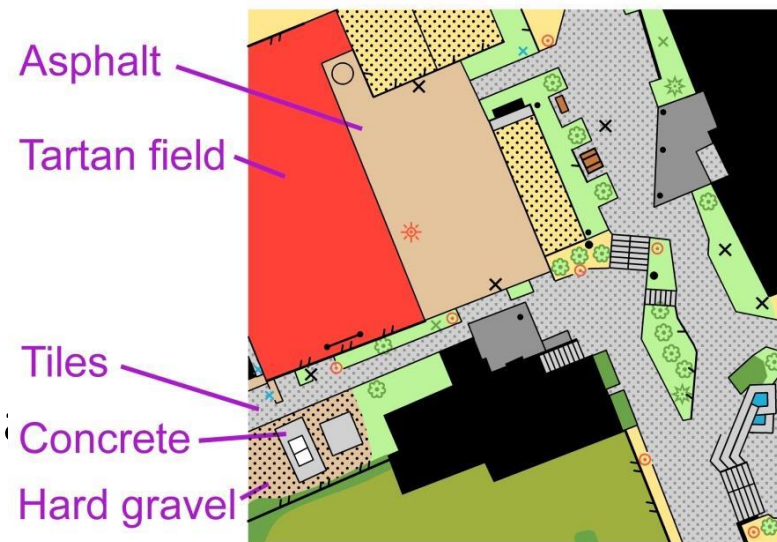 Asphalt
Tartan field
Tiles
Concrete
Hard gravel